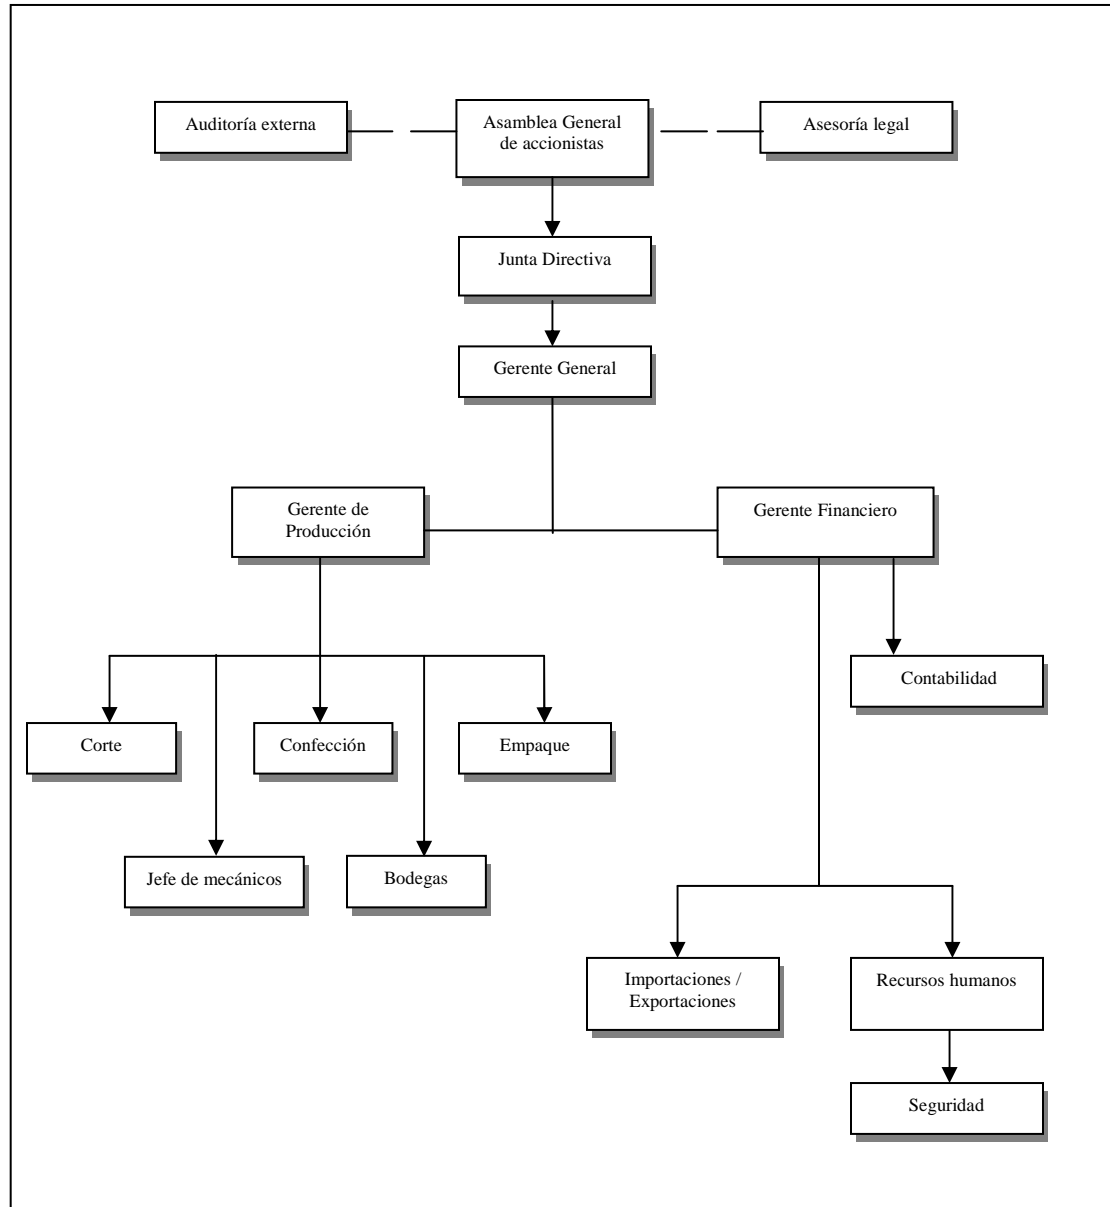 Auditoría externa
Asamblea General
de accionistas
Asesoría legal
Junta Directiva
Gerente General
Gerente de
Producción
Gerente Financiero
Contabilidad
Corte
Confección
Empaque
Jefe de mecánicos
Bodegas
Importaciones /
Exportaciones
Recursos humanos
Seguridad